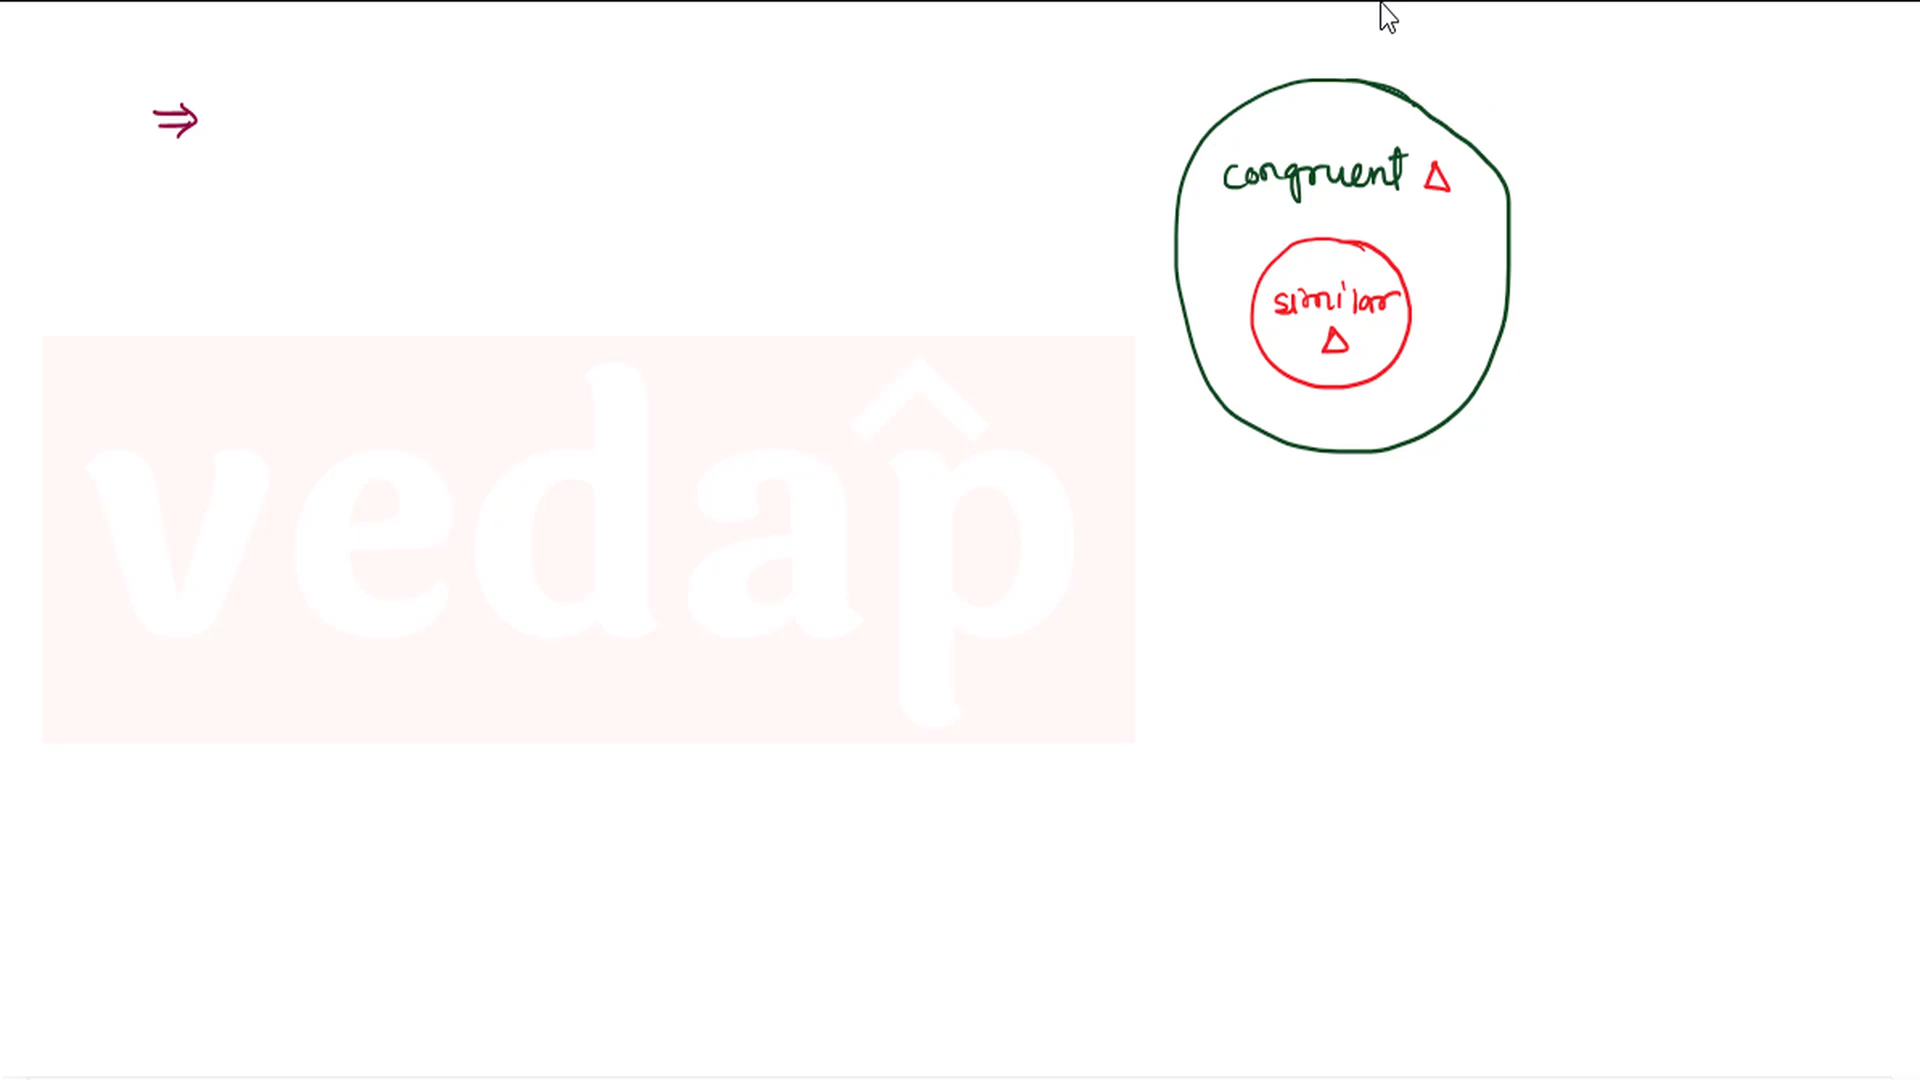 ⇒
congruent Δ
similar
Δ
vedap̂